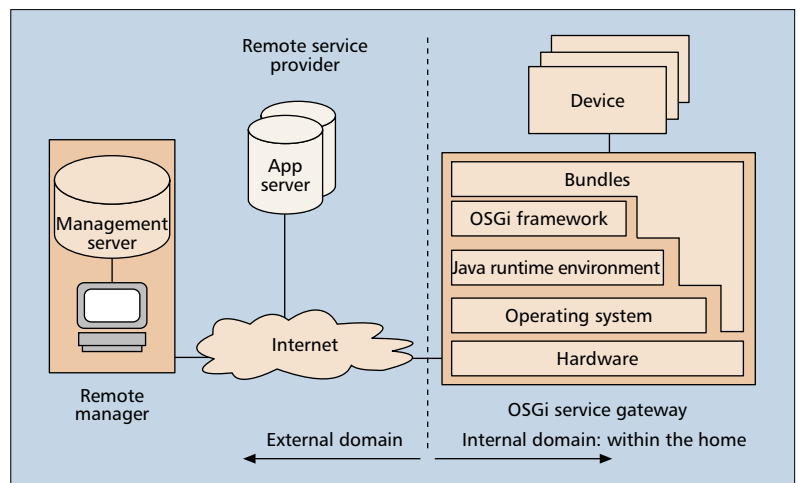 Remote service
provider
App
server
Management
server
Remote
manager
Internet
Device
Bundles
OSGi framework
Java runtime environment
Operating system
Hardware
OSGi service gateway
External domain
Internal domain: within the home